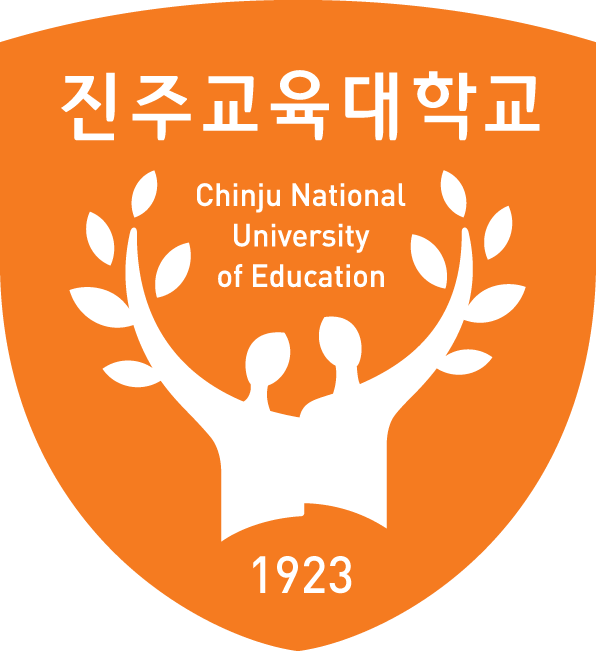 진주교육대학교
Chinju National
University
of Education
1923